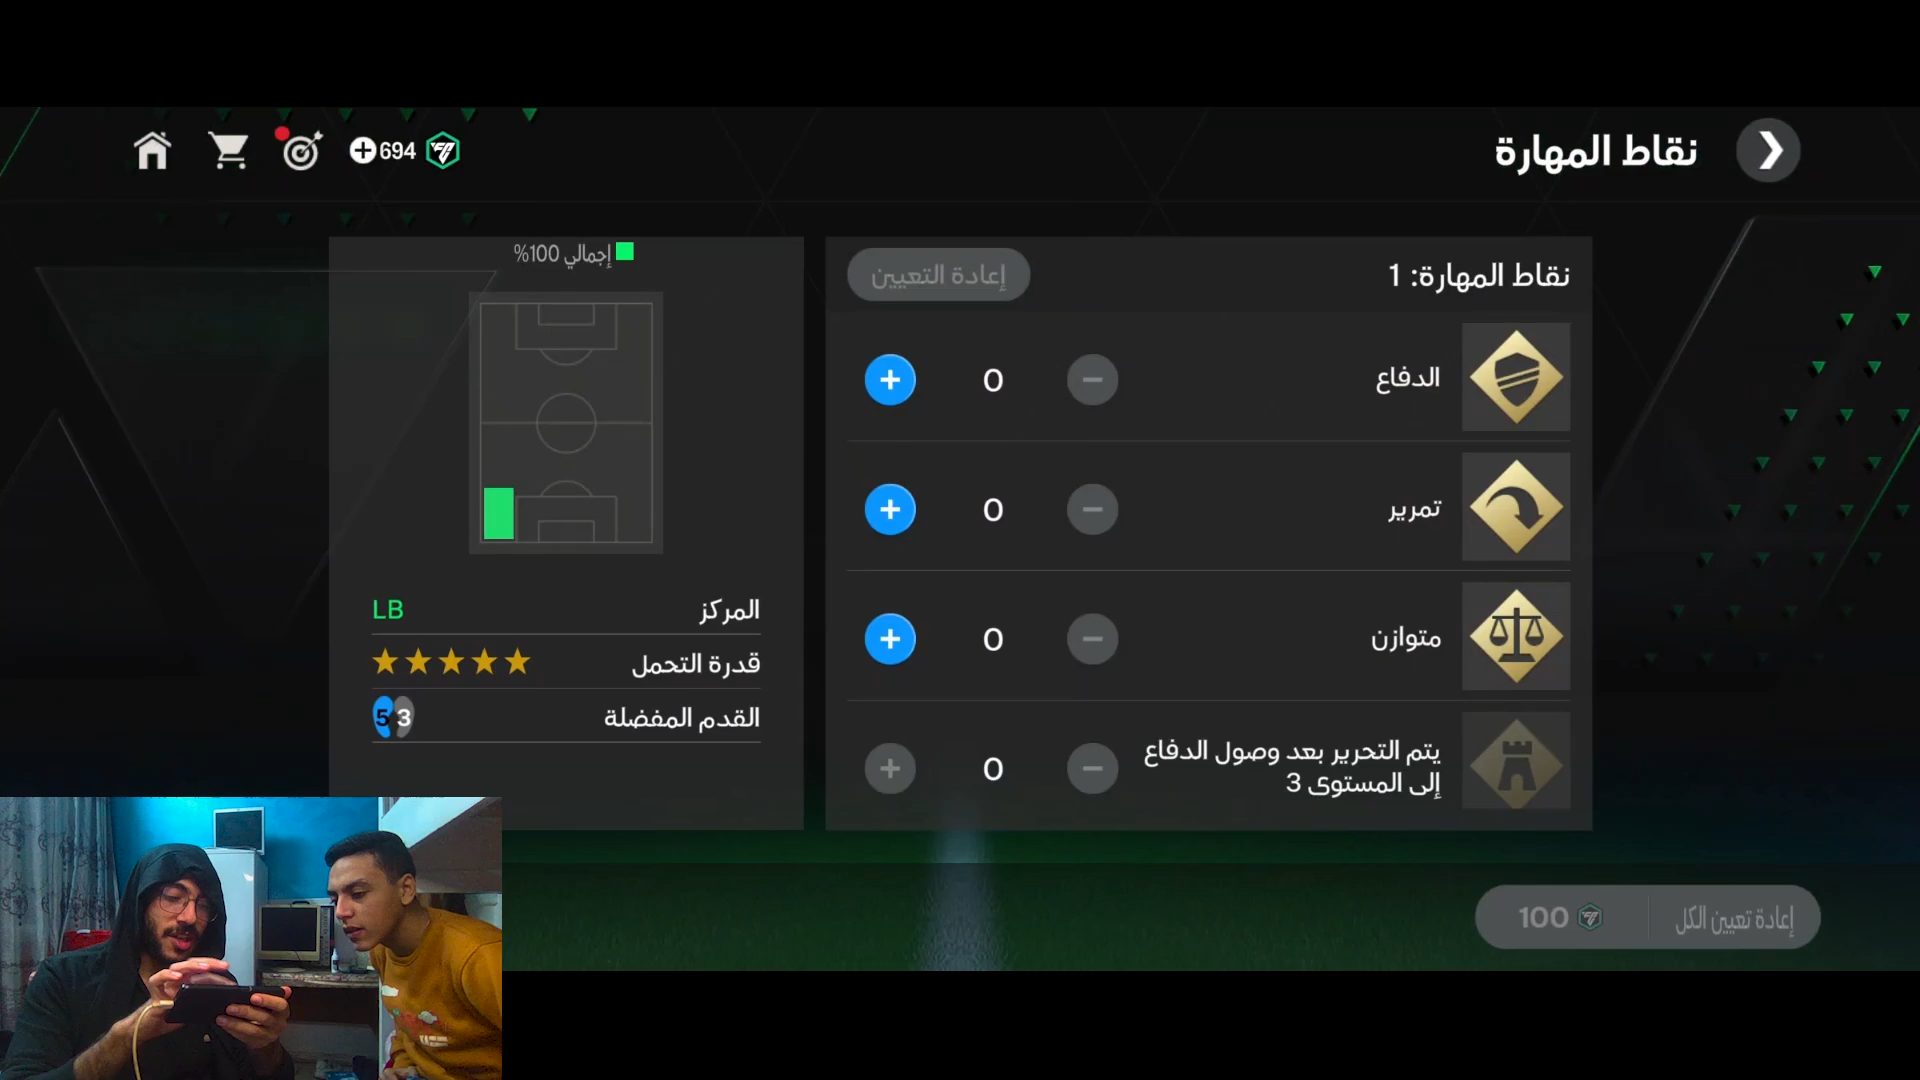 نقاط المهارة
694
إجمالي 100%
المركز LB
قدرة التحمل
القدم المفضلة 5 3
نقاط المهارة: 1
إعادة التعيين
الدفاع 0
تمرير 0
متوازن 0
يتم التحرير بعد وصول الدفاع
إلى المستوى 3
0
إعادة تعيين الكل 100